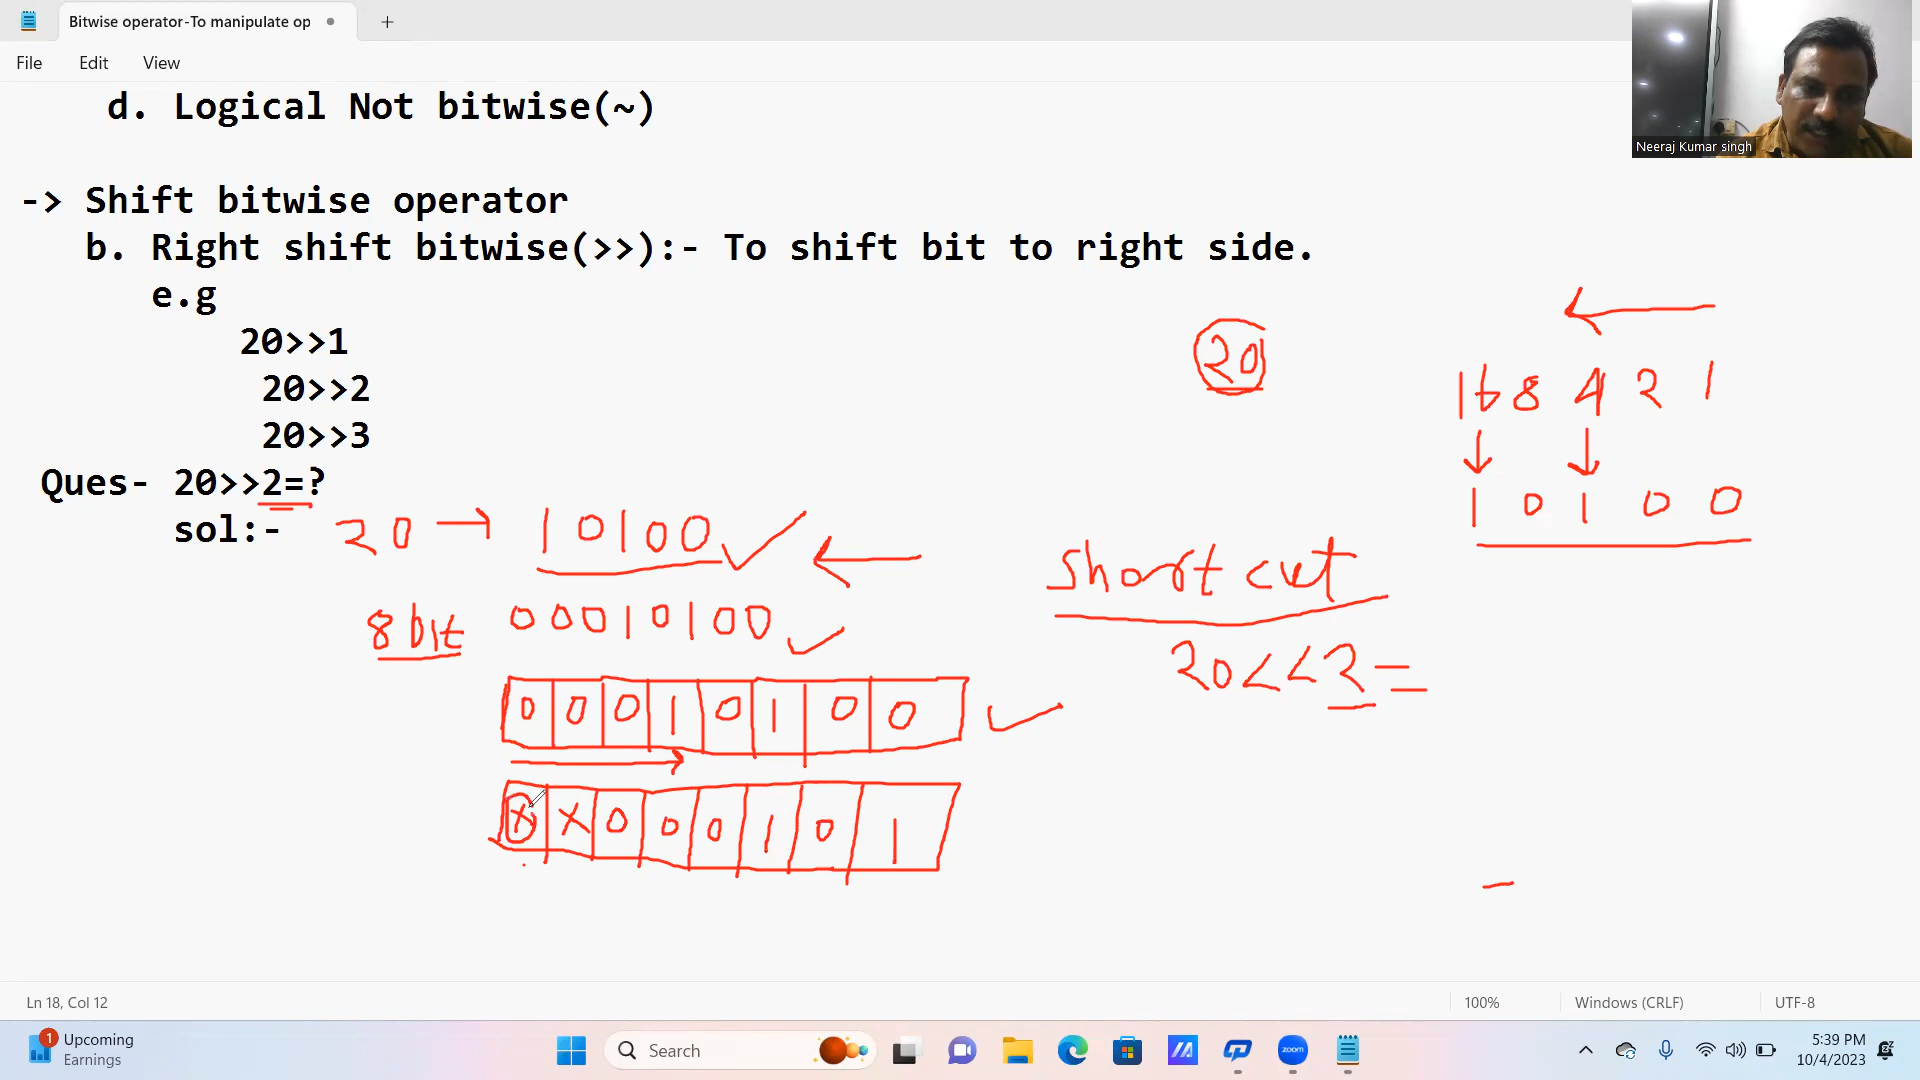 Bitwise operator-To manipulate op
File Edit View
Neeraj Kumar singh
d. Logical Not bitwise(~)
-> Shift bitwise operator
b. Right shift bitwise(>>):- To shift bit to right side.
e.g
20>>1
20>>2
20>>3
Ques- 20>>2=?
sol:-
20 → 10100
8 bit 00010100
0 0 0 1 0 1 0 0
X X 0 0 0 1 0 1
20
16 8 4 2 1
1 0 1 0 0
short cut
20<<2=
Ln 18, Col 12
100%
Windows (CRLF)
UTF-8
1
Upcoming
Earnings
Search
zoom
5:39 PM
10/4/2023